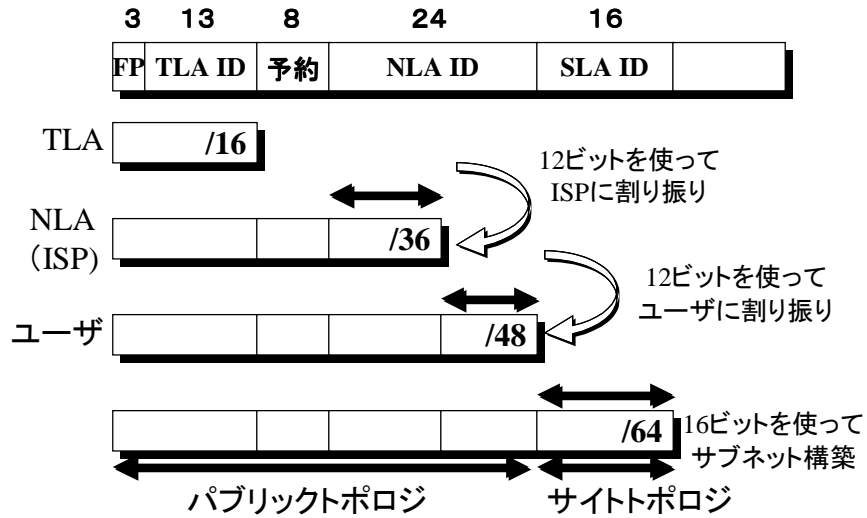 3 13 8 24 16
FP TLA ID 予約 NLA ID SLA ID
TLA /16
12ビットを使って
ISPに割り振り
NLA
（ISP） /36
12ビットを使って
ユーザに割り振り
ユーザ /48
/64
16ビットを使って
サブネット構築
パブリックトポロジ サイトトポロジ